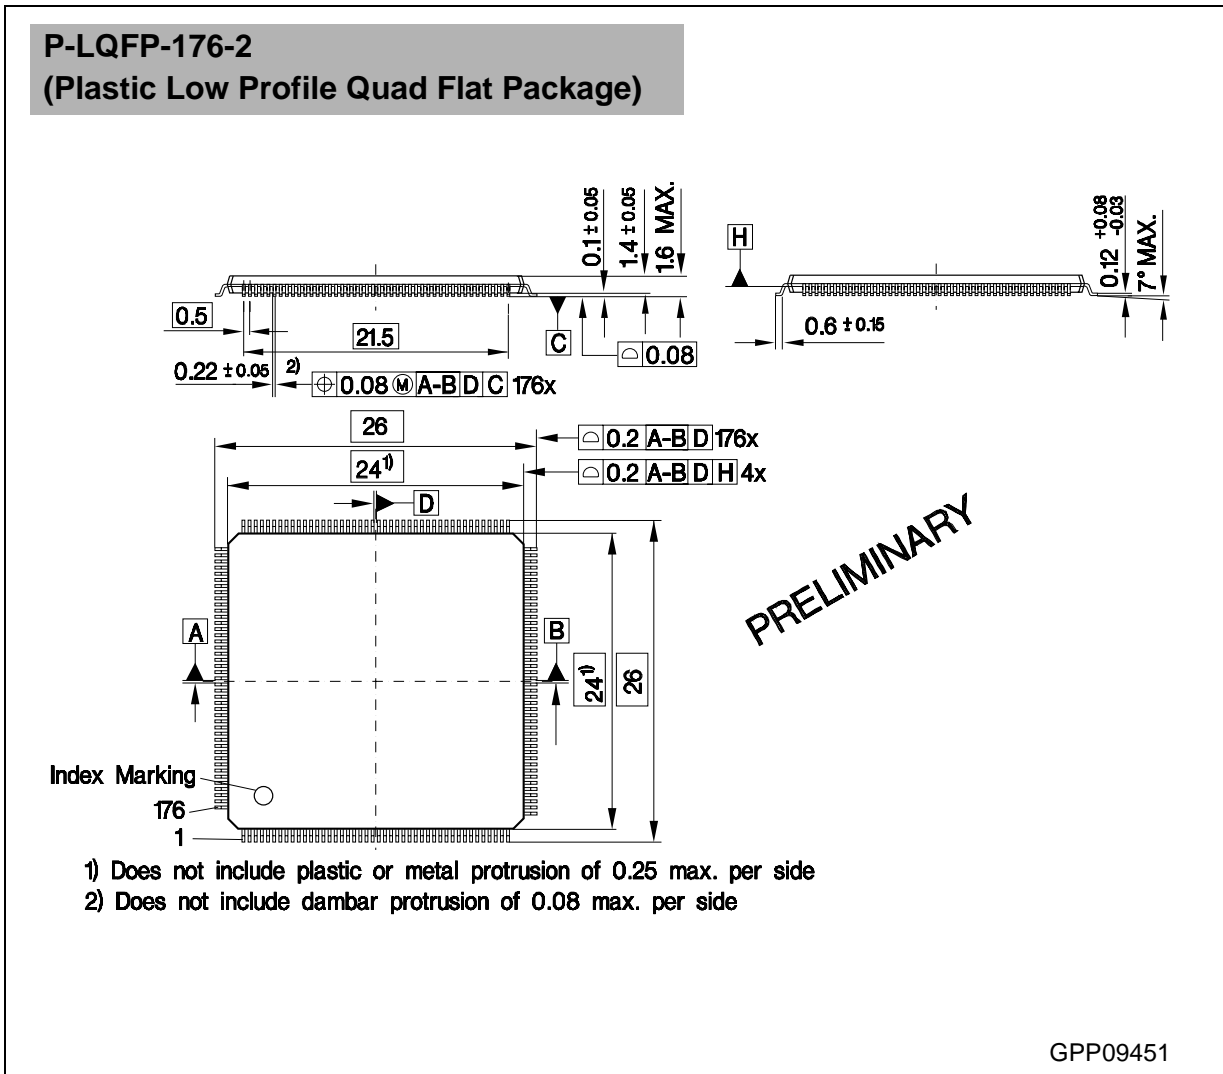 P-LQFP-176-2
(Plastic Low Profile Quad Flat Package)
0.1 ± 0.05
1.4 ± 0.05
1.6 MAX.
H
0.12 +0.08 -0.03
7° MAX.
0.5
21.5
C
⌓ 0.08
0.6 ± 0.15
0.22 ± 0.05 2)
⌖ 0.08 Ⓜ A-B D C 176x
26
⌓ 0.2 A-B D 176x
24 1)
⌓ 0.2 A-B D H 4x
D
PRELIMINARY
A
B
24 1)
26
Index Marking
176
1
1) Does not include plastic or metal protrusion of 0.25 max. per side
2) Does not include dambar protrusion of 0.08 max. per side
GPP09451